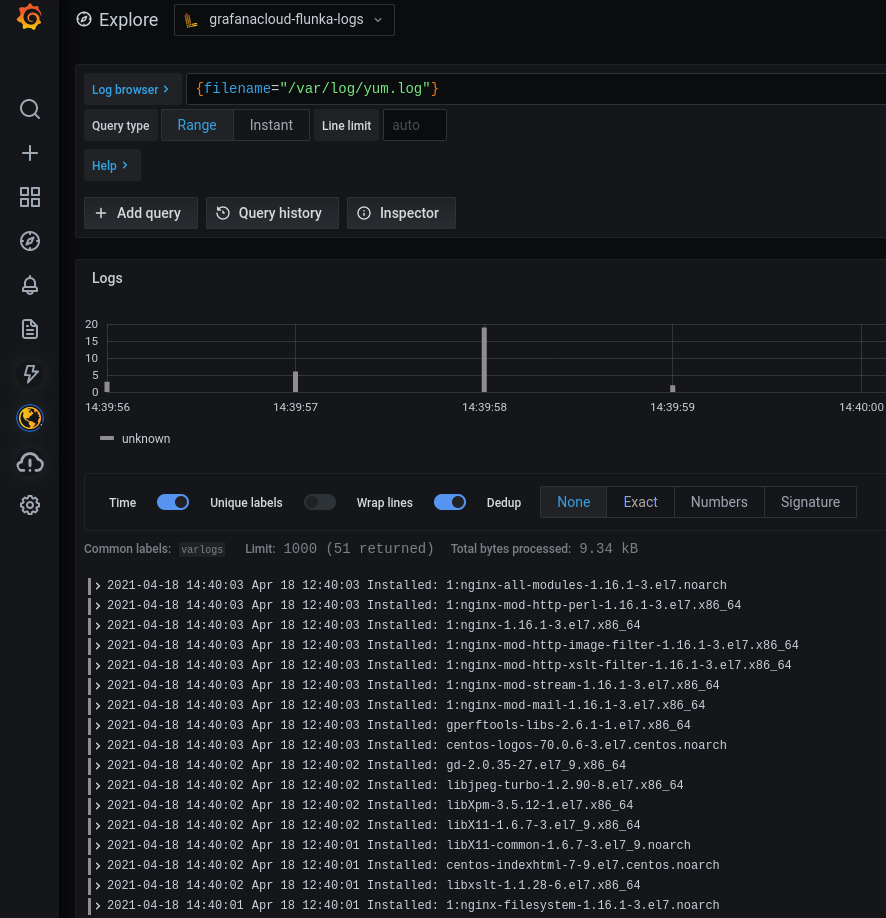 Explore grafanacloud-flunka-logs
Log browser {filename="/var/log/yum.log"}
Query type Range Instant Line limit auto
Help
Add query Query history Inspector
Logs
20
15
10
5
0
14:39:56 14:39:57 14:39:58 14:39:59 14:40:00
unknown
Time Unique labels Wrap lines Dedup None Exact Numbers Signature
Common labels: varlogs Limit: 1000 (51 returned) Total bytes processed: 9.34 kB
2021-04-18 14:40:03 Apr 18 12:40:03 Installed: 1:nginx-all-modules-1.16.1-3.el7.noarch
2021-04-18 14:40:03 Apr 18 12:40:03 Installed: 1:nginx-mod-http-perl-1.16.1-3.el7.x86_64
2021-04-18 14:40:03 Apr 18 12:40:03 Installed: 1:nginx-1.16.1-3.el7.x86_64
2021-04-18 14:40:03 Apr 18 12:40:03 Installed: 1:nginx-mod-http-image-filter-1.16.1-3.el7.x86_64
2021-04-18 14:40:03 Apr 18 12:40:03 Installed: 1:nginx-mod-http-xslt-filter-1.16.1-3.el7.x86_64
2021-04-18 14:40:03 Apr 18 12:40:03 Installed: 1:nginx-mod-stream-1.16.1-3.el7.x86_64
2021-04-18 14:40:03 Apr 18 12:40:03 Installed: 1:nginx-mod-mail-1.16.1-3.el7.x86_64
2021-04-18 14:40:03 Apr 18 12:40:03 Installed: gperftools-libs-2.6.1-1.el7.x86_64
2021-04-18 14:40:03 Apr 18 12:40:03 Installed: centos-logos-70.0.6-3.el7.centos.noarch
2021-04-18 14:40:02 Apr 18 12:40:02 Installed: gd-2.0.35-27.el7_9.x86_64
2021-04-18 14:40:02 Apr 18 12:40:02 Installed: libjpeg-turbo-1.2.90-8.el7.x86_64
2021-04-18 14:40:02 Apr 18 12:40:02 Installed: libXpm-3.5.12-1.el7.x86_64
2021-04-18 14:40:02 Apr 18 12:40:02 Installed: libX11-1.6.7-3.el7_9.x86_64
2021-04-18 14:40:02 Apr 18 12:40:01 Installed: libX11-common-1.6.7-3.el7_9.noarch
2021-04-18 14:40:02 Apr 18 12:40:01 Installed: centos-indexhtml-7-9.el7.centos.noarch
2021-04-18 14:40:02 Apr 18 12:40:01 Installed: libxslt-1.1.28-6.el7.x86_64
2021-04-18 14:40:01 Apr 18 12:40:01 Installed: 1:nginx-filesystem-1.16.1-3.el7.noarch